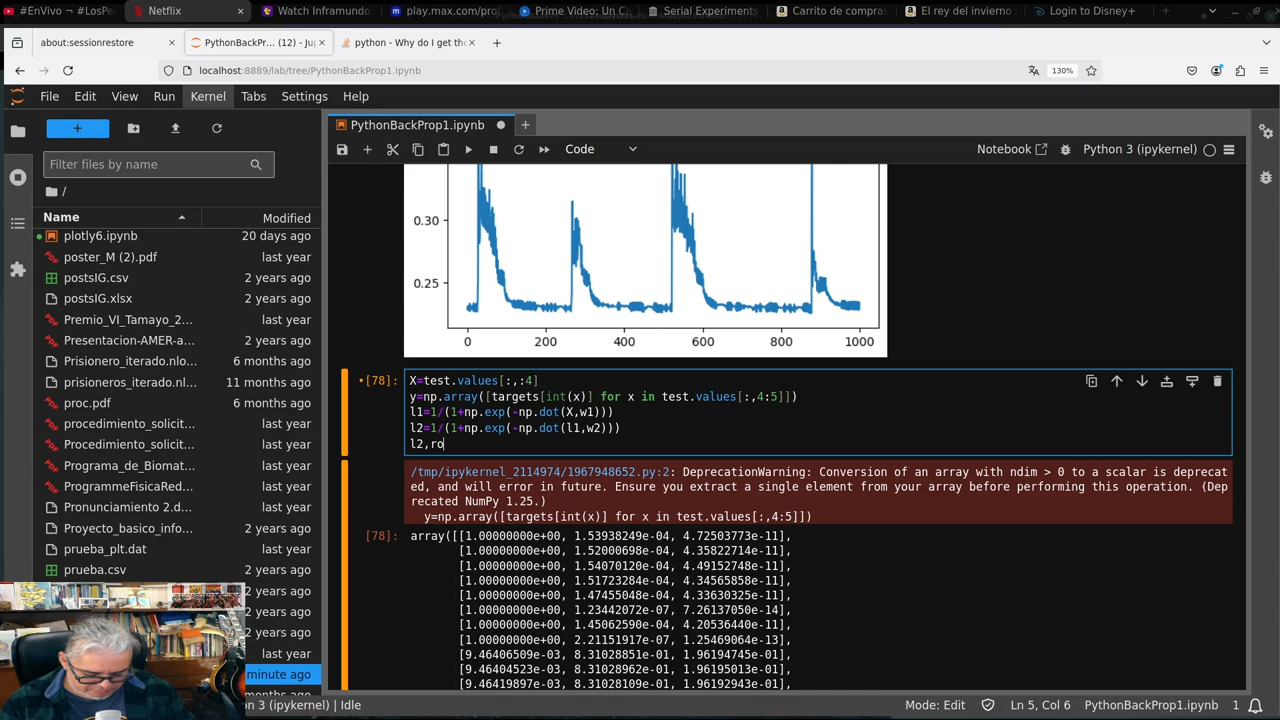 #EnVivo ¬ #LosPe
Netflix
Watch Inframundo
play.max.com/prof
Prime Video: Un Ca
Serial Experiments
Carrito de compras
El rey del invierno
Login to Disney+
about:sessionrestore
PythonBackProp... (12) - Ju
python - Why do I get the
localhost:8889/lab/tree/PythonBackProp1.ipynb
130%
File Edit View Run Kernel Tabs Settings Help
PythonBackProp1.ipynb
Filter files by name
Code
Notebook
Python 3 (ipykernel)
/
Name
Modified
plotly6.ipynb 20 days ago
poster_M (2).pdf last year
postsIG.csv 2 years ago
postsIG.xlsx 2 years ago
Premio_VI_Tamayo_2... last year
Presentacion-AMER-a... 2 years ago
Prisionero_iterado.nlo... 6 months ago
prisioneros_iterado.nl... 11 months ago
proc.pdf 6 months ago
procedimiento_solicit... last year
Procedimiento_solicit... last year
Programa_de_Biomat... last year
ProgrammeFisicaRed... last year
Pronunciamiento 2.d... last year
Proyecto_basico_info... 2 years ago
prueba_plt.dat 2 years ago
prueba.csv 2 years ago
2 years ago
2 years ago
2 years ago
last year
minute ago
months ago
0.30
0.25
0 200 400 600 800 1000
[78]:
X=test.values[:,:4]
y=np.array([targets[int(x)] for x in test.values[:,4:5]])
l1=1/(1+np.exp(-np.dot(X,w1)))
l2=1/(1+np.exp(-np.dot(l1,w2)))
l2,ro
/tmp/ipykernel_2114974/1967948652.py:2: DeprecationWarning: Conversion of an array with ndim > 0 to a scalar is deprecat
ed, and will error in future. Ensure you extract a single element from your array before performing this operation. (Dep
recated NumPy 1.25.)
y=np.array([targets[int(x)] for x in test.values[:,4:5]])
[78]:
array([[1.00000000e+00, 1.53938249e-04, 4.72503773e-11],
[1.00000000e+00, 1.52000698e-04, 4.35822714e-11],
[1.00000000e+00, 1.54070120e-04, 4.49152748e-11],
[1.00000000e+00, 1.51723284e-04, 4.34565858e-11],
[1.00000000e+00, 1.47455048e-04, 4.33630325e-11],
[1.00000000e+00, 1.23442072e-07, 7.26137050e-14],
[1.00000000e+00, 1.45062590e-04, 4.20536440e-11],
[1.00000000e+00, 2.21151917e-07, 1.25469064e-13],
[9.46406509e-03, 8.31028851e-01, 1.96194745e-01],
[9.46404523e-03, 8.31028962e-01, 1.96195013e-01],
[9.46419897e-03, 8.31028109e-01, 1.96192943e-01],
3 (ipykernel) | Idle
Mode: Edit
Ln 5, Col 6
PythonBackProp1.ipynb
1